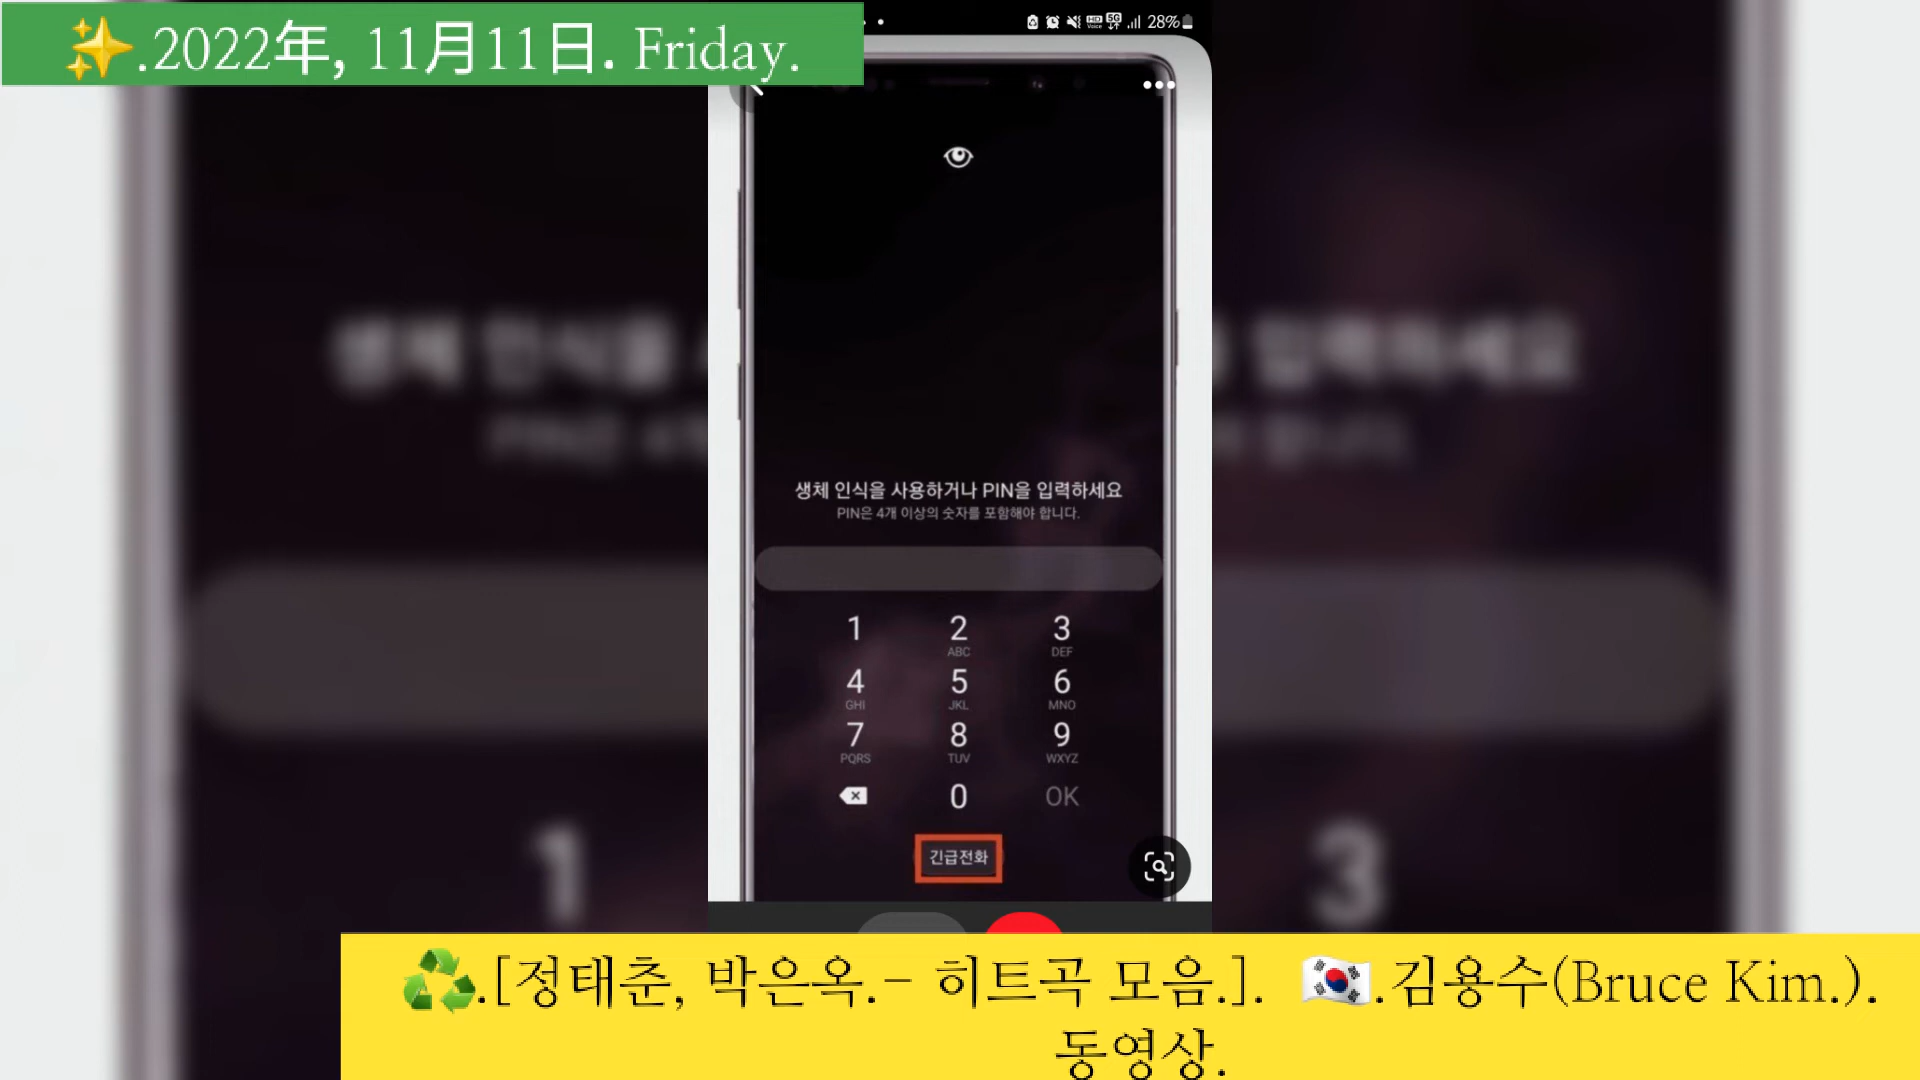 ✨.2022年, 11月11日. Friday.
28%
생체 인식을 사용하거나 PIN을 입력하세요
PIN은 4개 이상의 숫자를 포함해야 합니다.
1 2 3
ABC DEF
4 5 6
GHI JKL MNO
7 8 9
PQRS TUV WXYZ
0 OK
긴급전화
1 3
♻️.[정태춘, 박은옥.- 히트곡 모음.]. 🇰🇷.김용수(Bruce Kim.).
동영상.